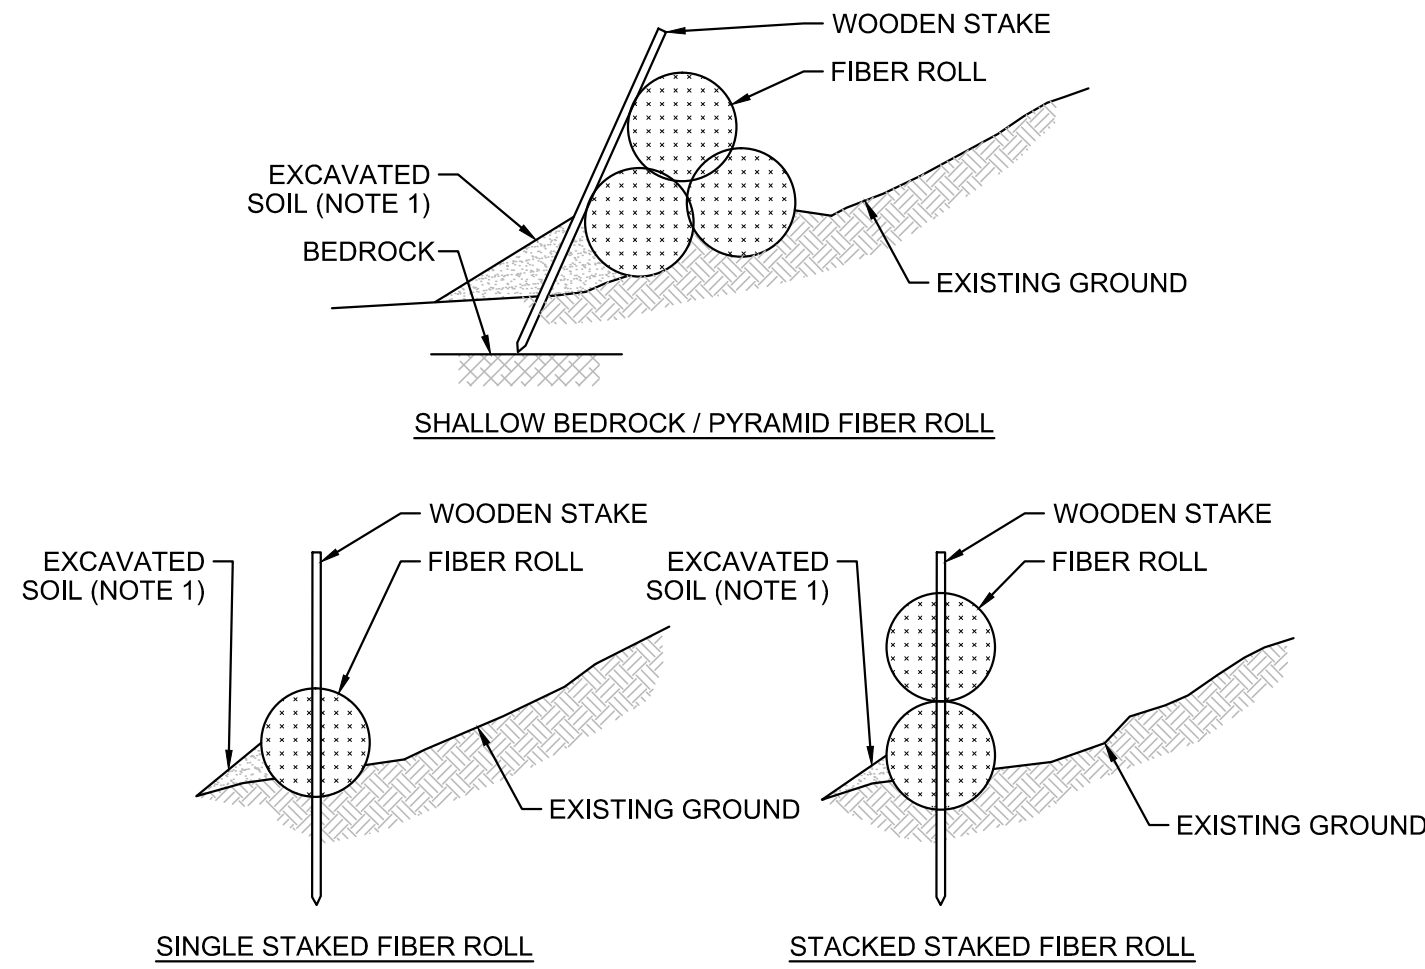 WOODEN STAKE
FIBER ROLL
EXCAVATED
SOIL (NOTE 1)
BEDROCK
EXISTING GROUND
SHALLOW BEDROCK / PYRAMID FIBER ROLL
WOODEN STAKE
EXCAVATED
SOIL (NOTE 1)
FIBER ROLL
EXISTING GROUND
SINGLE STAKED FIBER ROLL
WOODEN STAKE
EXCAVATED
SOIL (NOTE 1)
FIBER ROLL
EXISTING GROUND
STACKED STAKED FIBER ROLL